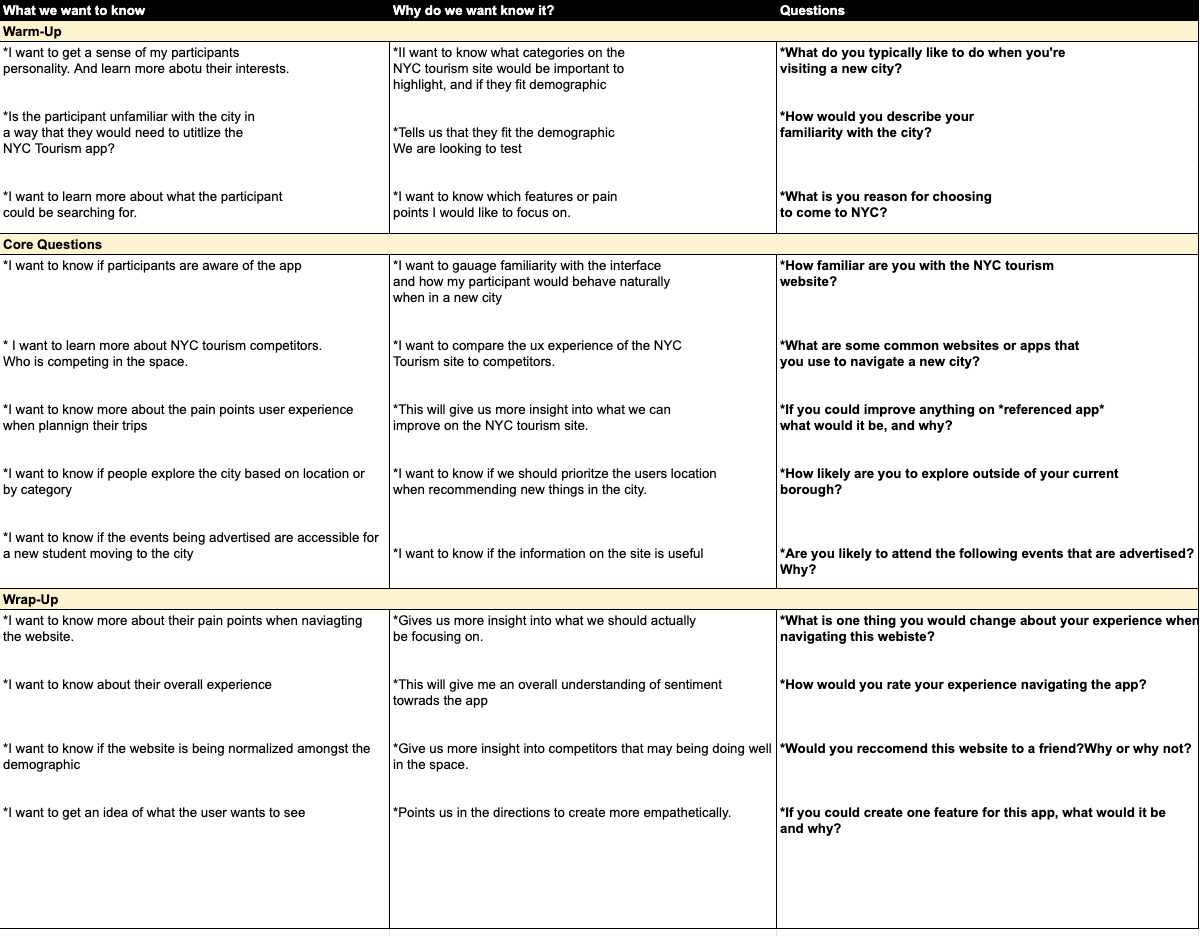 What we want to know
Why do we want know it?
Questions
Warm-Up
*I want to get a sense of my participants
personality. And learn more abotu their interests.
*II want to know what categories on the
NYC tourism site would be important to
highlight, and if they fit demographic
*What do you typically like to do when you're
visiting a new city?
*Is the participant unfamiliar with the city in
a way that they would need to utitlize the
NYC Tourism app?
*Tells us that they fit the demographic
We are looking to test
*How would you describe your
familiarity with the city?
*I want to learn more about what the participant
could be searching for.
*I want to know which features or pain
points I would like to focus on.
*What is you reason for choosing
to come to NYC?
Core Questions
*I want to know if participants are aware of the app
*I want to gauage familiarity with the interface
and how my participant would behave naturally
when in a new city
*How familiar are you with the NYC tourism
website?
* I want to learn more about NYC tourism competitors.
Who is competing in the space.
*I want to compare the ux experience of the NYC
Tourism site to competitors.
*What are some common websites or apps that
you use to navigate a new city?
*I want to know more about the pain points user experience
when plannign their trips
*This will give us more insight into what we can
improve on the NYC tourism site.
*If you could improve anything on *referenced app*
what would it be, and why?
*I want to know if people explore the city based on location or
by category
*I want to know if we should prioritze the users location
when recommending new things in the city.
*How likely are you to explore outside of your current
borough?
*I want to know if the events being advertised are accessible for
a new student moving to the city
*I want to know if the information on the site is useful
*Are you likely to attend the following events that are advertised?
Why?
Wrap-Up
*I want to know more about their pain points when naviagting
the website.
*Gives us more insight into what we should actually
be focusing on.
*What is one thing you would change about your experience when
navigating this webiste?
*I want to know about their overall experience
*This will give me an overall understanding of sentiment
towrads the app
*How would you rate your experience navigating the app?
*I want to know if the website is being normalized amongst the
demographic
*Give us more insight into competitors that may being doing well
in the space.
*Would you reccomend this website to a friend?Why or why not?
*I want to get an idea of what the user wants to see
*Points us in the directions to create more empathetically.
*If you could create one feature for this app, what would it be
and why?